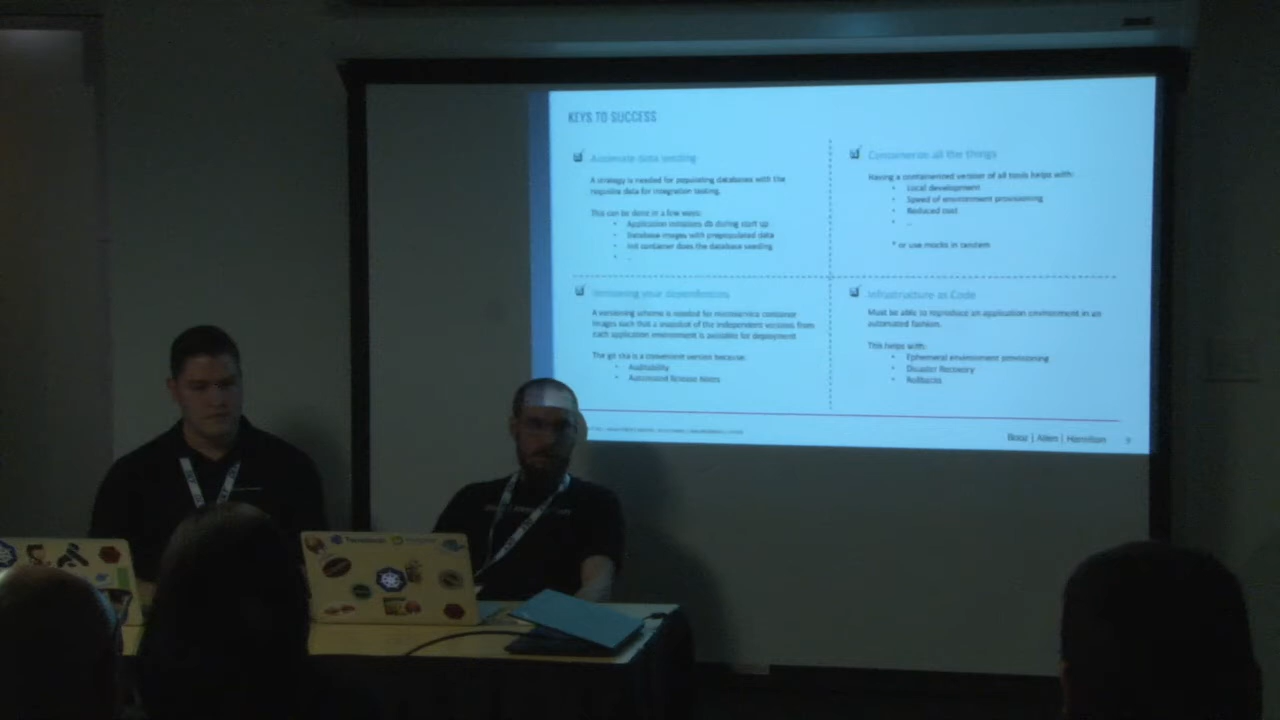 KEYS TO SUCCESS
Automate data seeding
A strategy is needed for populating databases with the
requisite data for integration testing.
This can be done in a few ways:
• Application initializes db during start up
• Database images with prepopulated data
• Init container does the database seeding
• ..
Containerize all the things
Having a containerized version of all tools helps with:
• Local development
• Speed of environment provisioning
• Reduced cost
• ..
* or use mocks in tandem
Versioning your dependencies
A versioning scheme is needed for microservice container
images such that a snapshot of the independent versions from
each application environment is available for deployment
The git sha is a convenient version because:
• Auditability
• Automated Release Notes
Infrastructure as Code
Must be able to reproduce an application environment in an
automated fashion.
This helps with:
• Ephemeral environment provisioning
• Disaster Recovery
• Rollbacks
Booz | Allen | Hamilton